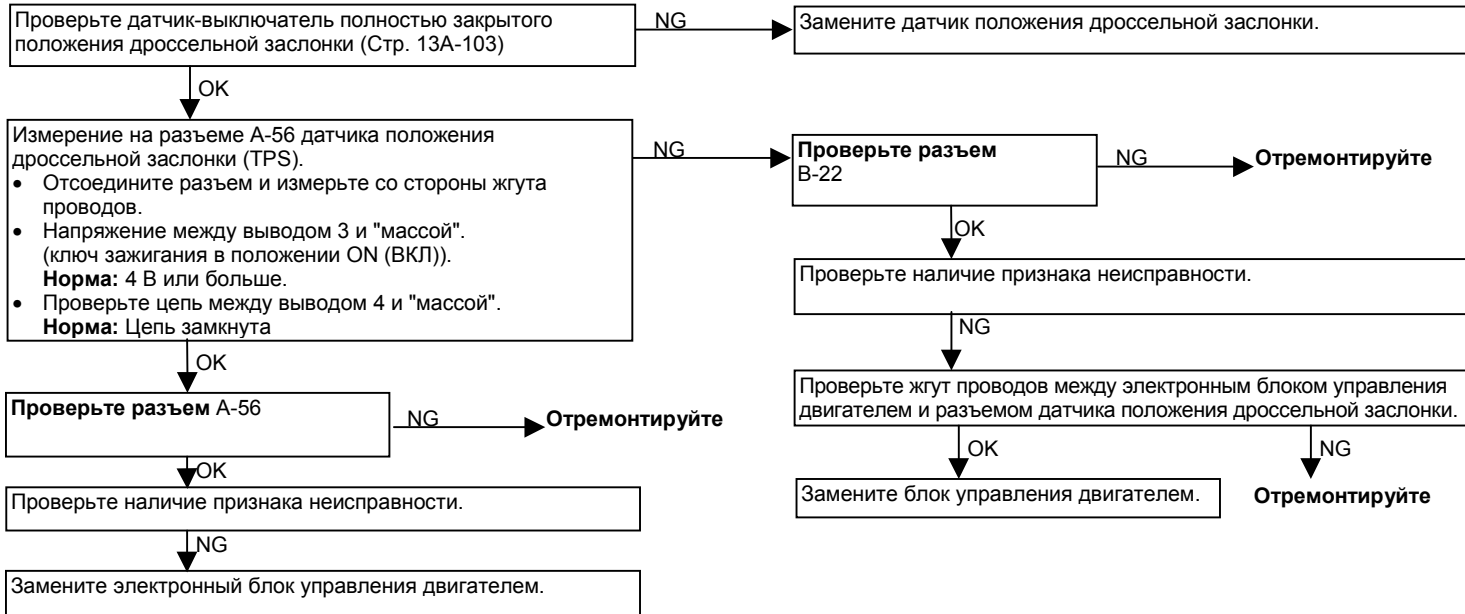 Проверьте датчик-выключатель полностью закрытого
положения дроссельной заслонки (Стр. 13A-103)
NG
Замените датчик положения дроссельной заслонки.
OK
Измерение на разъеме А-56 датчика положения
дроссельной заслонки (TPS).
• Отсоедините разъем и измерьте со стороны жгута
проводов.
• Напряжение между выводом 3 и "массой".
(ключ зажигания в положении ON (ВКЛ)).
Норма: 4 В или больше.
• Проверьте цепь между выводом 4 и "массой".
Норма: Цепь замкнута
NG
Проверьте разъем
В-22
NG
Отремонтируйте
OK
Проверьте наличие признака неисправности.
NG
Проверьте жгут проводов между электронным блоком управления
двигателем и разъемом датчика положения дроссельной заслонки.
OK
NG
Замените блок управления двигателем.
Отремонтируйте
OK
Проверьте разъем А-56
NG
Отремонтируйте
OK
Проверьте наличие признака неисправности.
NG
Замените электронный блок управления двигателем.